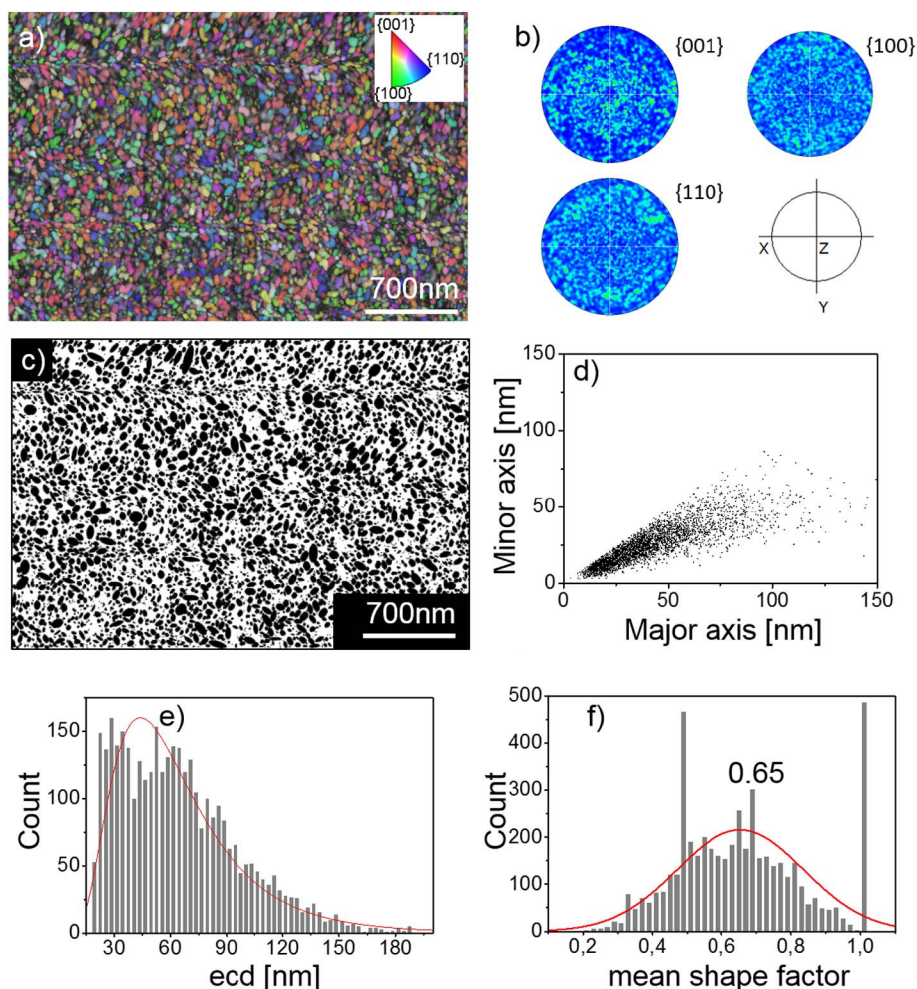 a)
{001}
{110}
{100}
700nm
b)
{001}
{100}
{110}
X
Z
Y
c)
700nm
d)
Minor axis [nm]
150
100
50
0
0
50
100
150
Major axis [nm]
e)
Count
150
100
50
0
30
60
90
120
150
180
ecd [nm]
f)
0.65
Count
500
400
300
200
100
0
0,2
0,4
0,6
0,8
1,0
mean shape factor